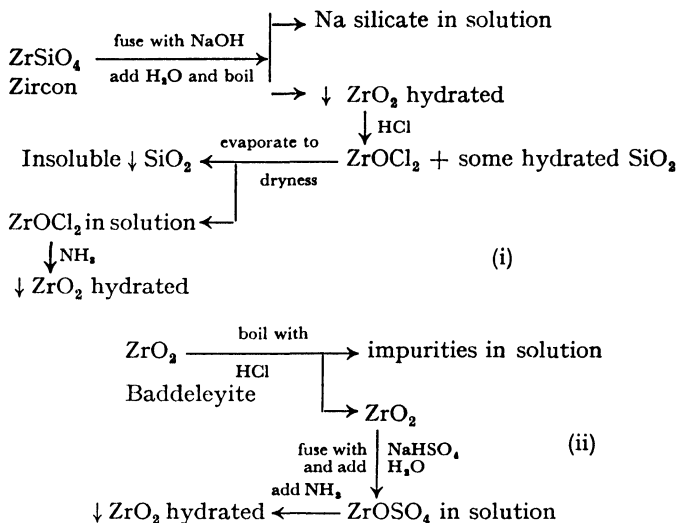 Na silicate in solution
fuse with NaOH
ZrSiO₄
add H₂O and boil
Zircon
↓ ZrO₂ hydrated
HCl
evaporate to
Insoluble ↓ SiO₂
ZrOCl₂ + some hydrated SiO₂
dryness
ZrOCl₂ in solution
NH₃
(i)
↓ ZrO₂ hydrated
boil with
ZrO₂
impurities in solution
HCl
Baddeleyite
ZrO₂
fuse with NaHSO₄
and add H₂O
(ii)
add NH₃
↓ ZrO₂ hydrated
ZrOSO₄ in solution